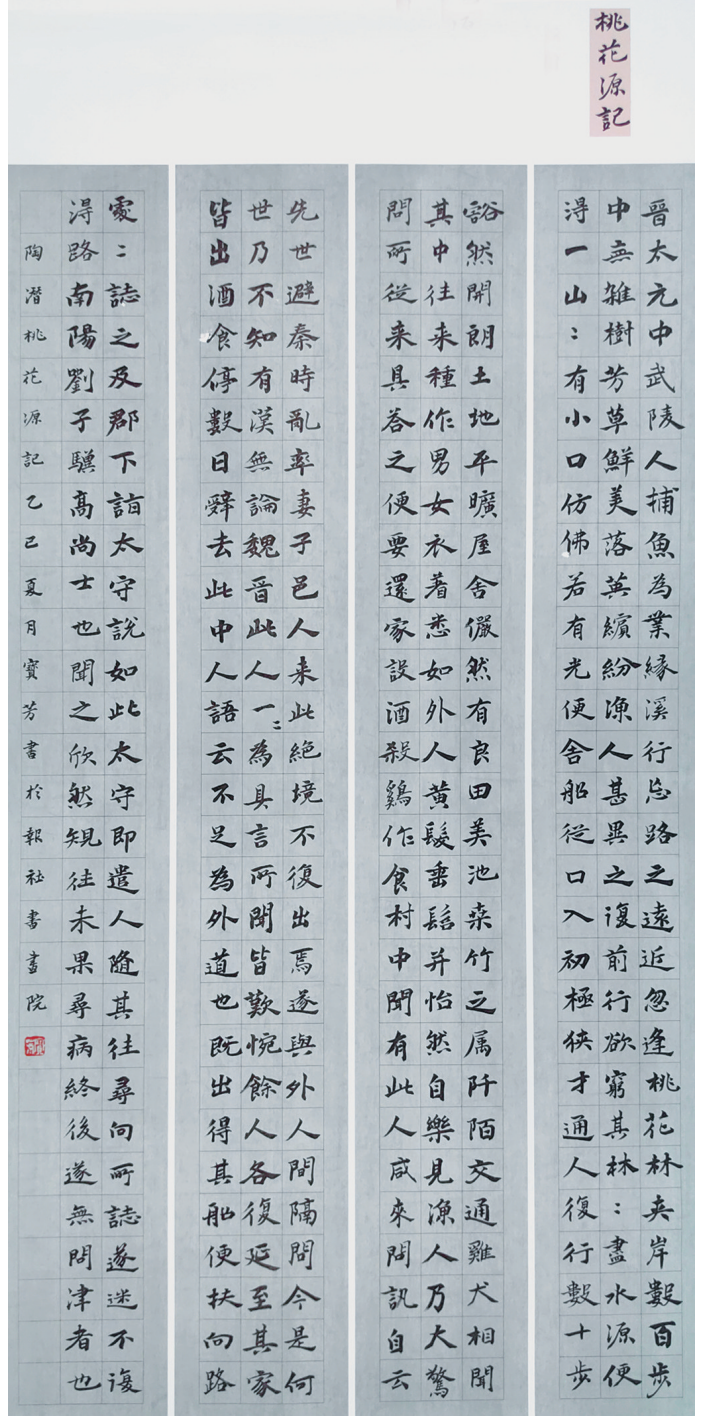 桃花源記
晉太元中武陵人捕魚為業緣溪行忘路之遠近忽逢桃花林夾岸數百步
中無雜樹芳草鮮美落英繽紛漁人甚異之復前行欲窮其林：盡水源便
得一山：有小口仿佛若有光便舍船從口入初極狹才通人復行數十步
豁然開朗土地平曠屋舍儼然有良田美池桑竹之属阡陌交通雞犬相聞
其中往来種作男女衣著悉如外人黄髮垂髫并怡然自樂見漁人乃大驚
問所從来具答之便要還家設酒殺鷄作食村中聞有此人咸來問訊自云
先世避秦時亂率妻子邑人来此絕境不復出焉遂與外人間隔問今是何
世乃不知有漢無論魏晉此人一：為具言所聞皆歎惋餘人各復延至其家
皆出酒食停數日辭去此中人語云不足為外道也既出得其船便扶向路
處：誌之及郡下詣太守說如此太守即遣人隨其往尋向所誌遂迷不復
得路南陽劉子驥高尚士也聞之欣然規往未果尋病終後遂無問津者也
陶潛桃花源記乙巳夏月寶芳書於報社書畫院